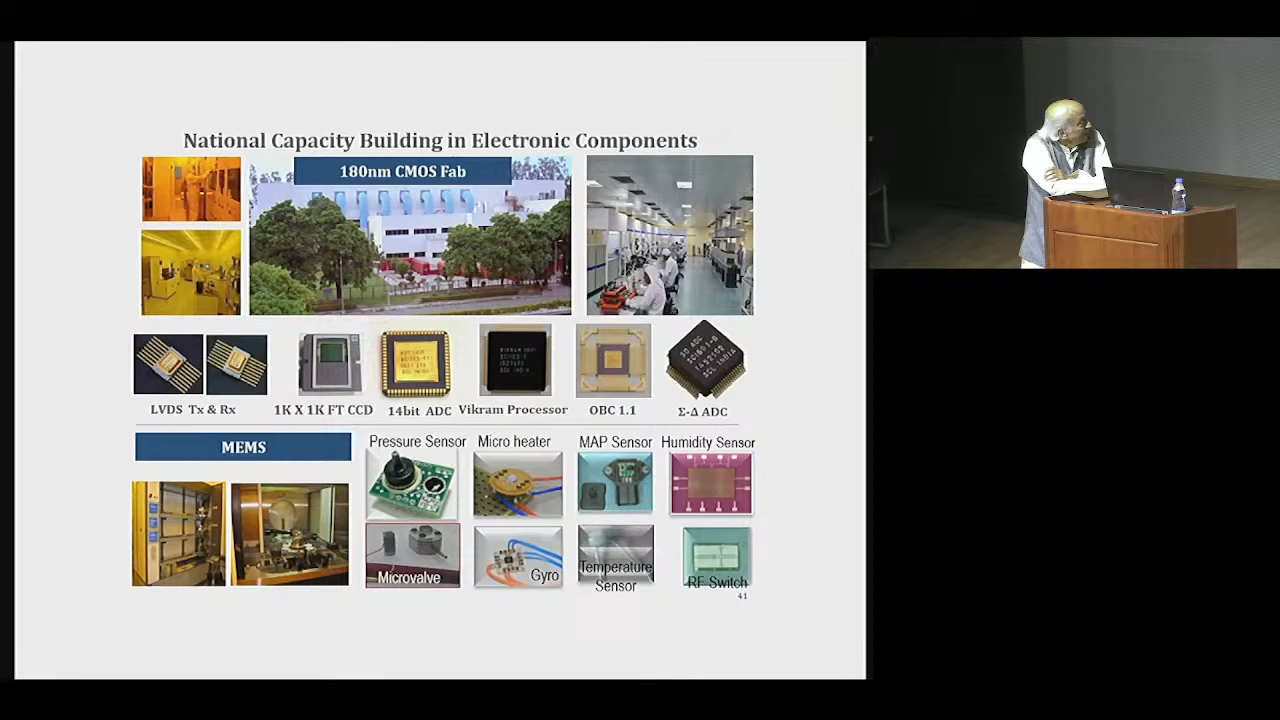 National Capacity Building in Electronic Components
180nm CMOS Fab
LVDS Tx & Rx
1K X 1K FT CCD
14bit ADC
Vikram Processor
OBC 1.1
Σ-Δ ADC
MEMS
Pressure Sensor
Micro heater
MAP Sensor
Humidity Sensor
Microvalve
Gyro
Temperature
Sensor
RF Switch
41